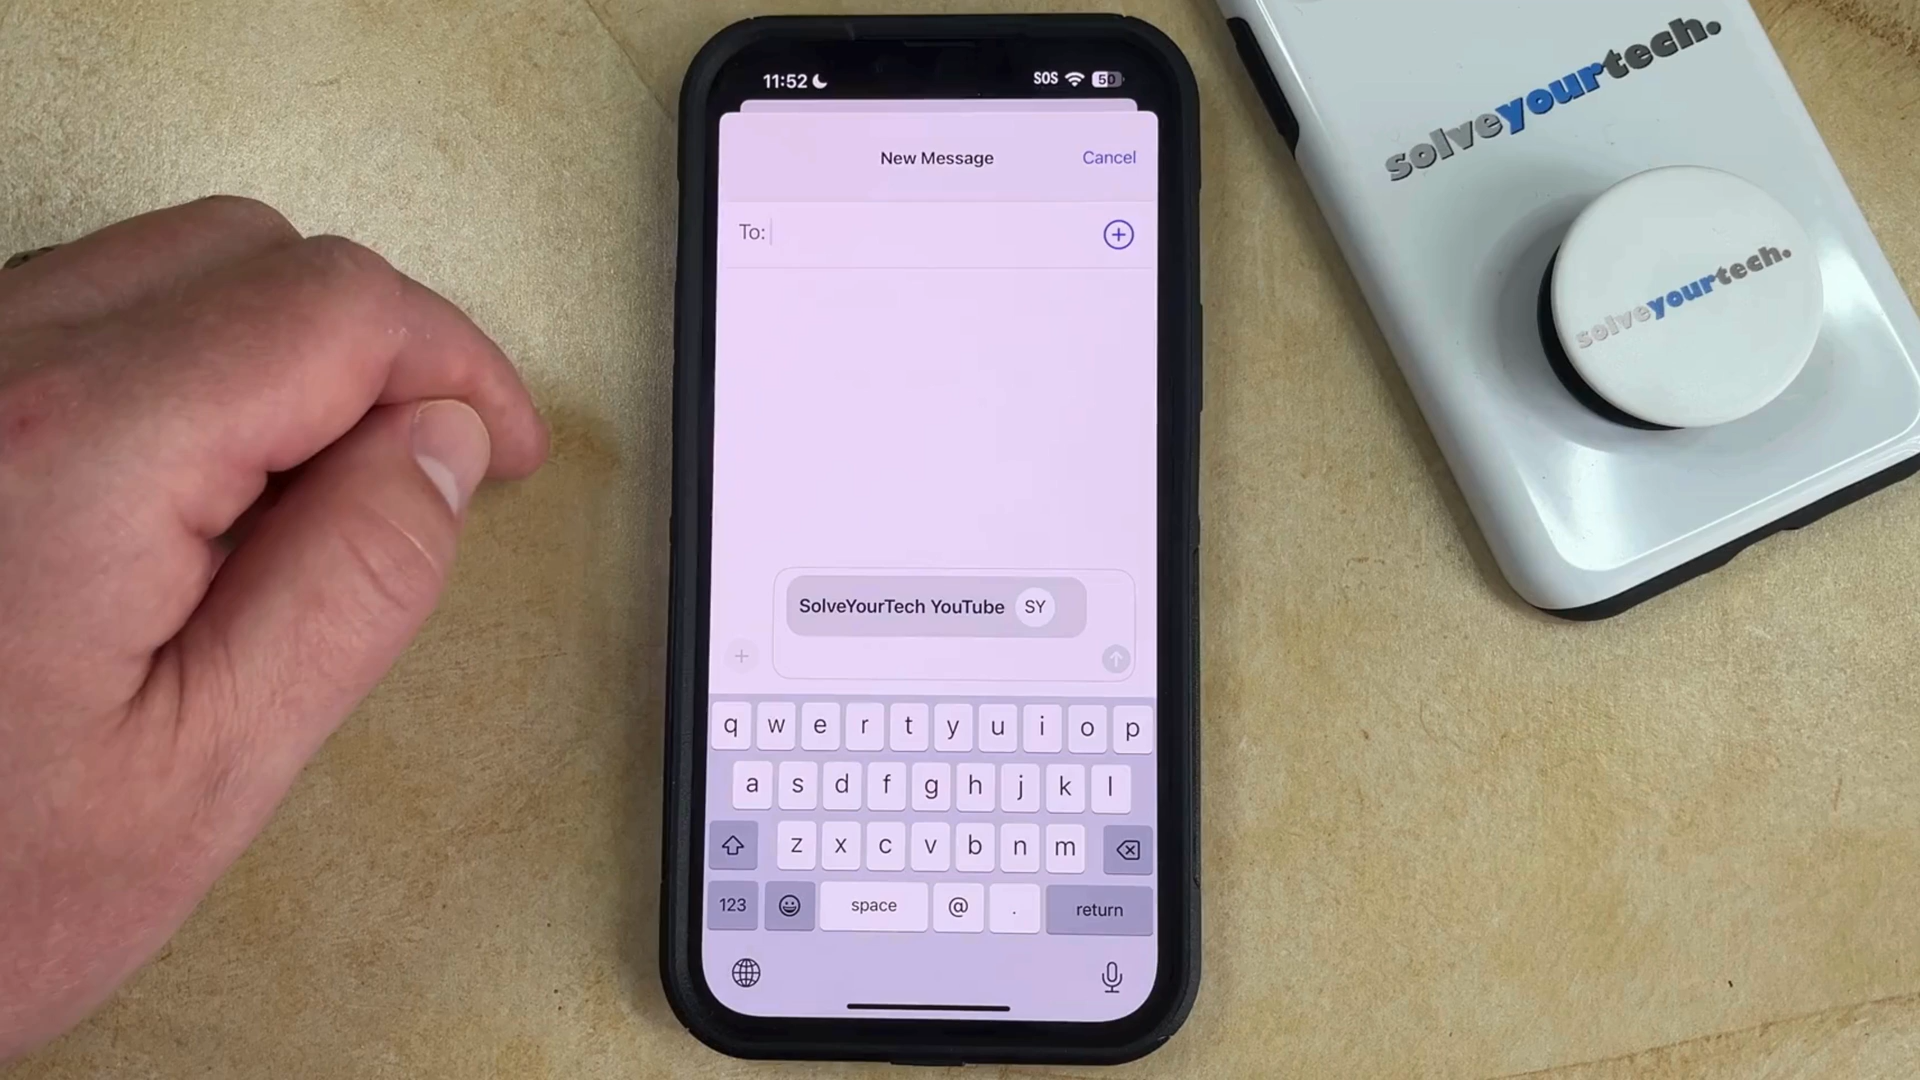 11:52 SOS 50
New Message Cancel
To:
SolveYourTech YouTube SY
q w e r t y u i o p
a s d f g h j k l
z x c v b n m
123 space @ . return
solveyourtech.
solveyourtech.